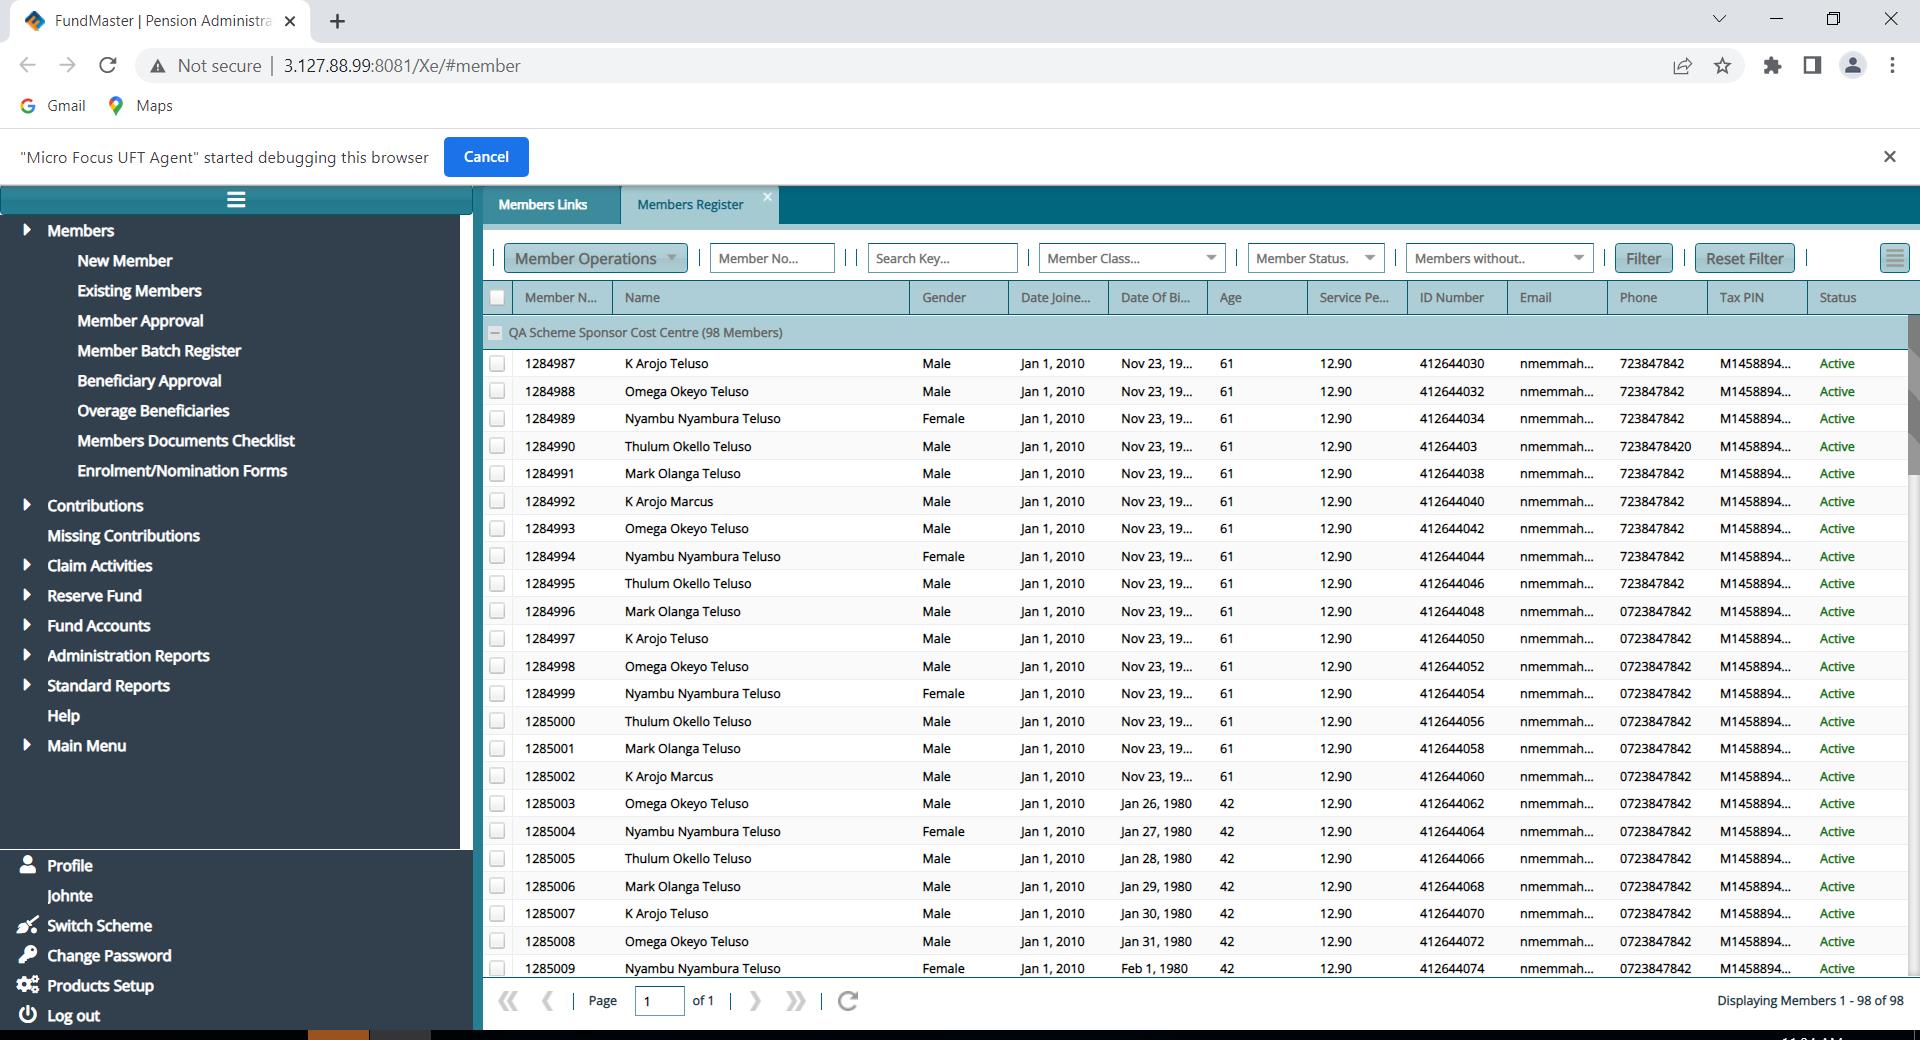 FundMaster | Pension Administra
Not secure | 3.127.88.99:8081/Xe/#member
Gmail Maps
"Micro Focus UFT Agent" started debugging this browser Cancel
Members
New Member
Existing Members
Member Approval
Member Batch Register
Beneficiary Approval
Overage Beneficiaries
Members Documents Checklist
Enrolment/Nomination Forms
Contributions
Missing Contributions
Claim Activities
Reserve Fund
Fund Accounts
Administration Reports
Standard Reports
Help
Main Menu
Profile
Johnte
Switch Scheme
Change Password
Products Setup
Log out
Members Links Members Register
Member Operations Member No... Search Key... Member Class... Member Status. Members without.. Filter Reset Filter
Member N... Name Gender Date Joine... Date Of Bi... Age Service Pe... ID Number Email Phone Tax PIN Status
QA Scheme Sponsor Cost Centre (98 Members)
1284987 K Arojo Teluso Male Jan 1, 2010 Nov 23, 19... 61 12.90 412644030 nmemmah... 723847842 M1458894... Active
1284988 Omega Okeyo Teluso Male Jan 1, 2010 Nov 23, 19... 61 12.90 412644032 nmemmah... 723847842 M1458894... Active
1284989 Nyambu Nyambura Teluso Female Jan 1, 2010 Nov 23, 19... 61 12.90 412644034 nmemmah... 723847842 M1458894... Active
1284990 Thulum Okello Teluso Male Jan 1, 2010 Nov 23, 19... 61 12.90 41264403 nmemmah... 7238478420 M1458894... Active
1284991 Mark Olanga Teluso Male Jan 1, 2010 Nov 23, 19... 61 12.90 412644038 nmemmah... 723847842 M1458894... Active
1284992 K Arojo Marcus Male Jan 1, 2010 Nov 23, 19... 61 12.90 412644040 nmemmah... 723847842 M1458894... Active
1284993 Omega Okeyo Teluso Male Jan 1, 2010 Nov 23, 19... 61 12.90 412644042 nmemmah... 723847842 M1458894... Active
1284994 Nyambu Nyambura Teluso Female Jan 1, 2010 Nov 23, 19... 61 12.90 412644044 nmemmah... 723847842 M1458894... Active
1284995 Thulum Okello Teluso Male Jan 1, 2010 Nov 23, 19... 61 12.90 412644046 nmemmah... 723847842 M1458894... Active
1284996 Mark Olanga Teluso Male Jan 1, 2010 Nov 23, 19... 61 12.90 412644048 nmemmah... 0723847842 M1458894... Active
1284997 K Arojo Teluso Male Jan 1, 2010 Nov 23, 19... 61 12.90 412644050 nmemmah... 0723847842 M1458894... Active
1284998 Omega Okeyo Teluso Male Jan 1, 2010 Nov 23, 19... 61 12.90 412644052 nmemmah... 0723847842 M1458894... Active
1284999 Nyambu Nyambura Teluso Female Jan 1, 2010 Nov 23, 19... 61 12.90 412644054 nmemmah... 0723847842 M1458894... Active
1285000 Thulum Okello Teluso Male Jan 1, 2010 Nov 23, 19... 61 12.90 412644056 nmemmah... 0723847842 M1458894... Active
1285001 Mark Olanga Teluso Male Jan 1, 2010 Nov 23, 19... 61 12.90 412644058 nmemmah... 0723847842 M1458894... Active
1285002 K Arojo Marcus Male Jan 1, 2010 Nov 23, 19... 61 12.90 412644060 nmemmah... 0723847842 M1458894... Active
1285003 Omega Okeyo Teluso Male Jan 1, 2010 Jan 26, 1980 42 12.90 412644062 nmemmah... 0723847842 M1458894... Active
1285004 Nyambu Nyambura Teluso Female Jan 1, 2010 Jan 27, 1980 42 12.90 412644064 nmemmah... 0723847842 M1458894... Active
1285005 Thulum Okello Teluso Male Jan 1, 2010 Jan 28, 1980 42 12.90 412644066 nmemmah... 0723847842 M1458894... Active
1285006 Mark Olanga Teluso Male Jan 1, 2010 Jan 29, 1980 42 12.90 412644068 nmemmah... 0723847842 M1458894... Active
1285007 K Arojo Teluso Male Jan 1, 2010 Jan 30, 1980 42 12.90 412644070 nmemmah... 0723847842 M1458894... Active
1285008 Omega Okeyo Teluso Male Jan 1, 2010 Jan 31, 1980 42 12.90 412644072 nmemmah... 0723847842 M1458894... Active
1285009 Nyambu Nyambura Teluso Female Jan 1, 2010 Feb 1, 1980 42 12.90 412644074 nmemmah... 0723847842 M1458894... Active
Page 1 of 1 Displaying Members 1 - 98 of 98